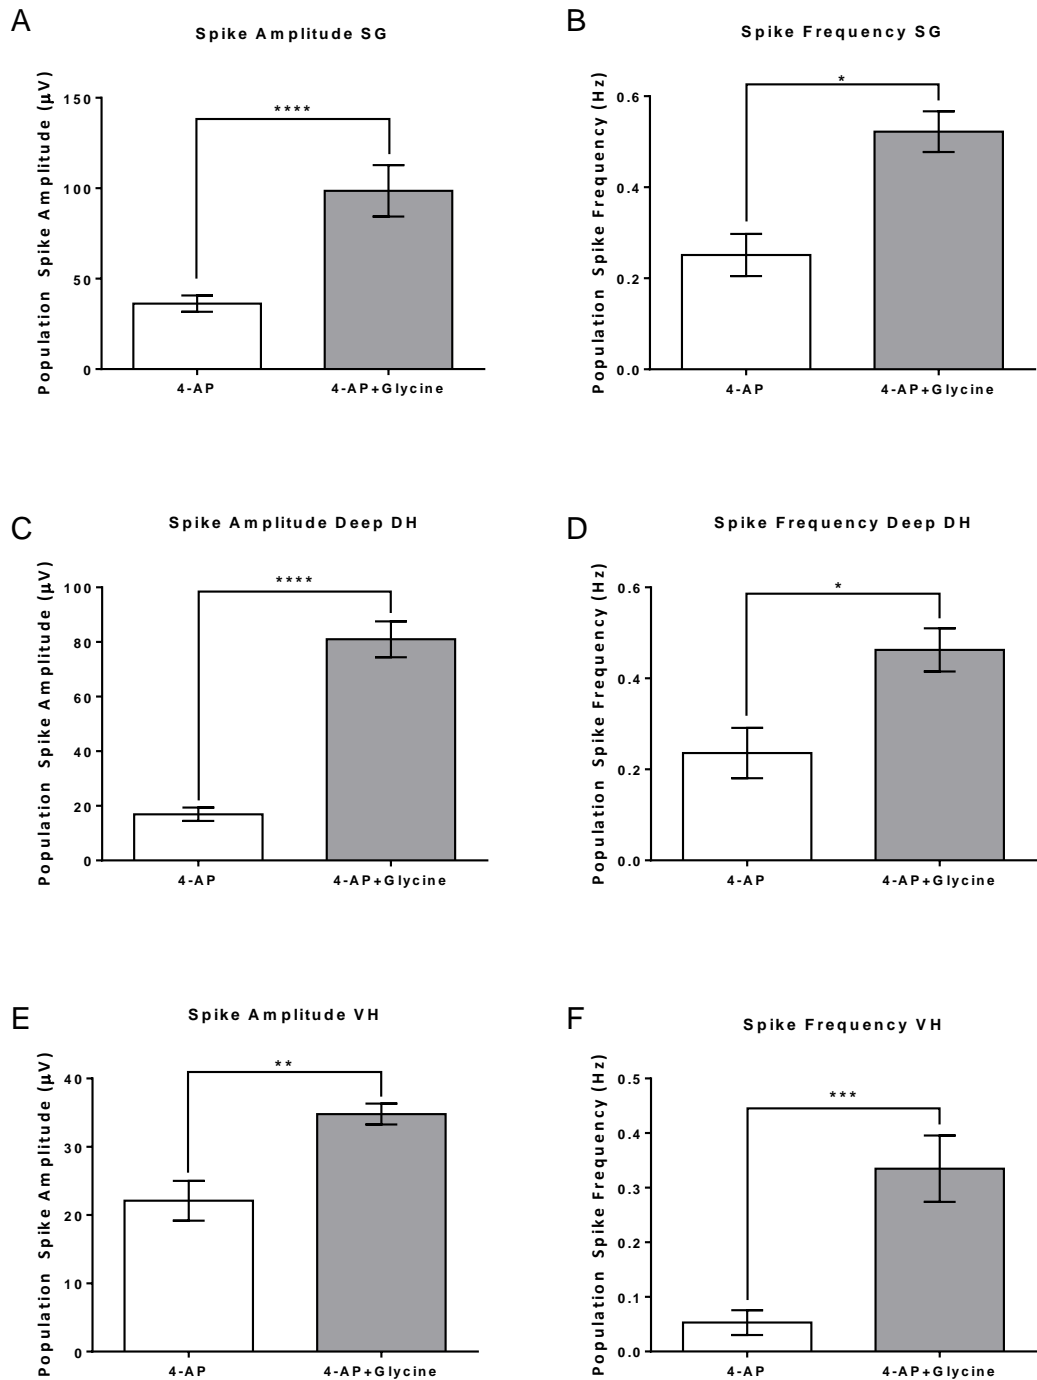 A
Spike Amplitude SG
Population Spike Amplitude (µV)
150
100
50
0
****
4-AP
4-AP+Glycine
B
Spike Frequency SG
Population Spike Frequency (Hz)
0.6
0.4
0.2
0.0
*
4-AP
4-AP+Glycine
C
Spike Amplitude Deep DH
Population Spike Amplitude (µV)
100
80
60
40
20
0
****
4-AP
4-AP+Glycine
D
Spike Frequency Deep DH
Population Spike Frequency (Hz)
0.6
0.4
0.2
0.0
*
4-AP
4-AP+Glycine
E
Spike Amplitude VH
Population Spike Amplitude (µV)
40
30
20
10
0
**
4-AP
4-AP+Glycine
F
Spike Frequency VH
Population Spike Frequency (Hz)
0.5
0.4
0.3
0.2
0.1
0.0
***
4-AP
4-AP+Glycine